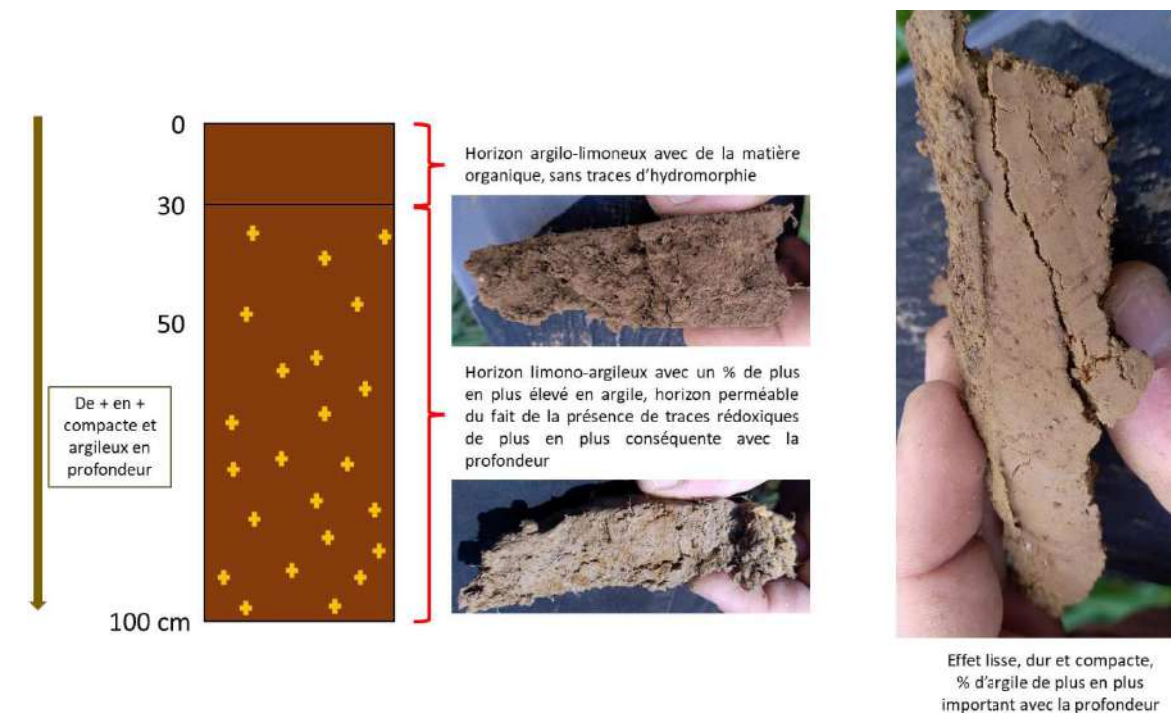 0
30
50
100 cm
De + en +
compacte et
argileux en
profondeur
Horizon argilo-limoneux avec de la matière
organique, sans traces d'hydromorphie
Horizon limono-argileux avec un % de plus
en plus élevé en argile, horizon perméable
du fait de la présence de traces rédoxiques
de plus en plus conséquente avec la
profondeur
Effet lisse, dur et compacte,
% d'argile de plus en plus
important avec la profondeur